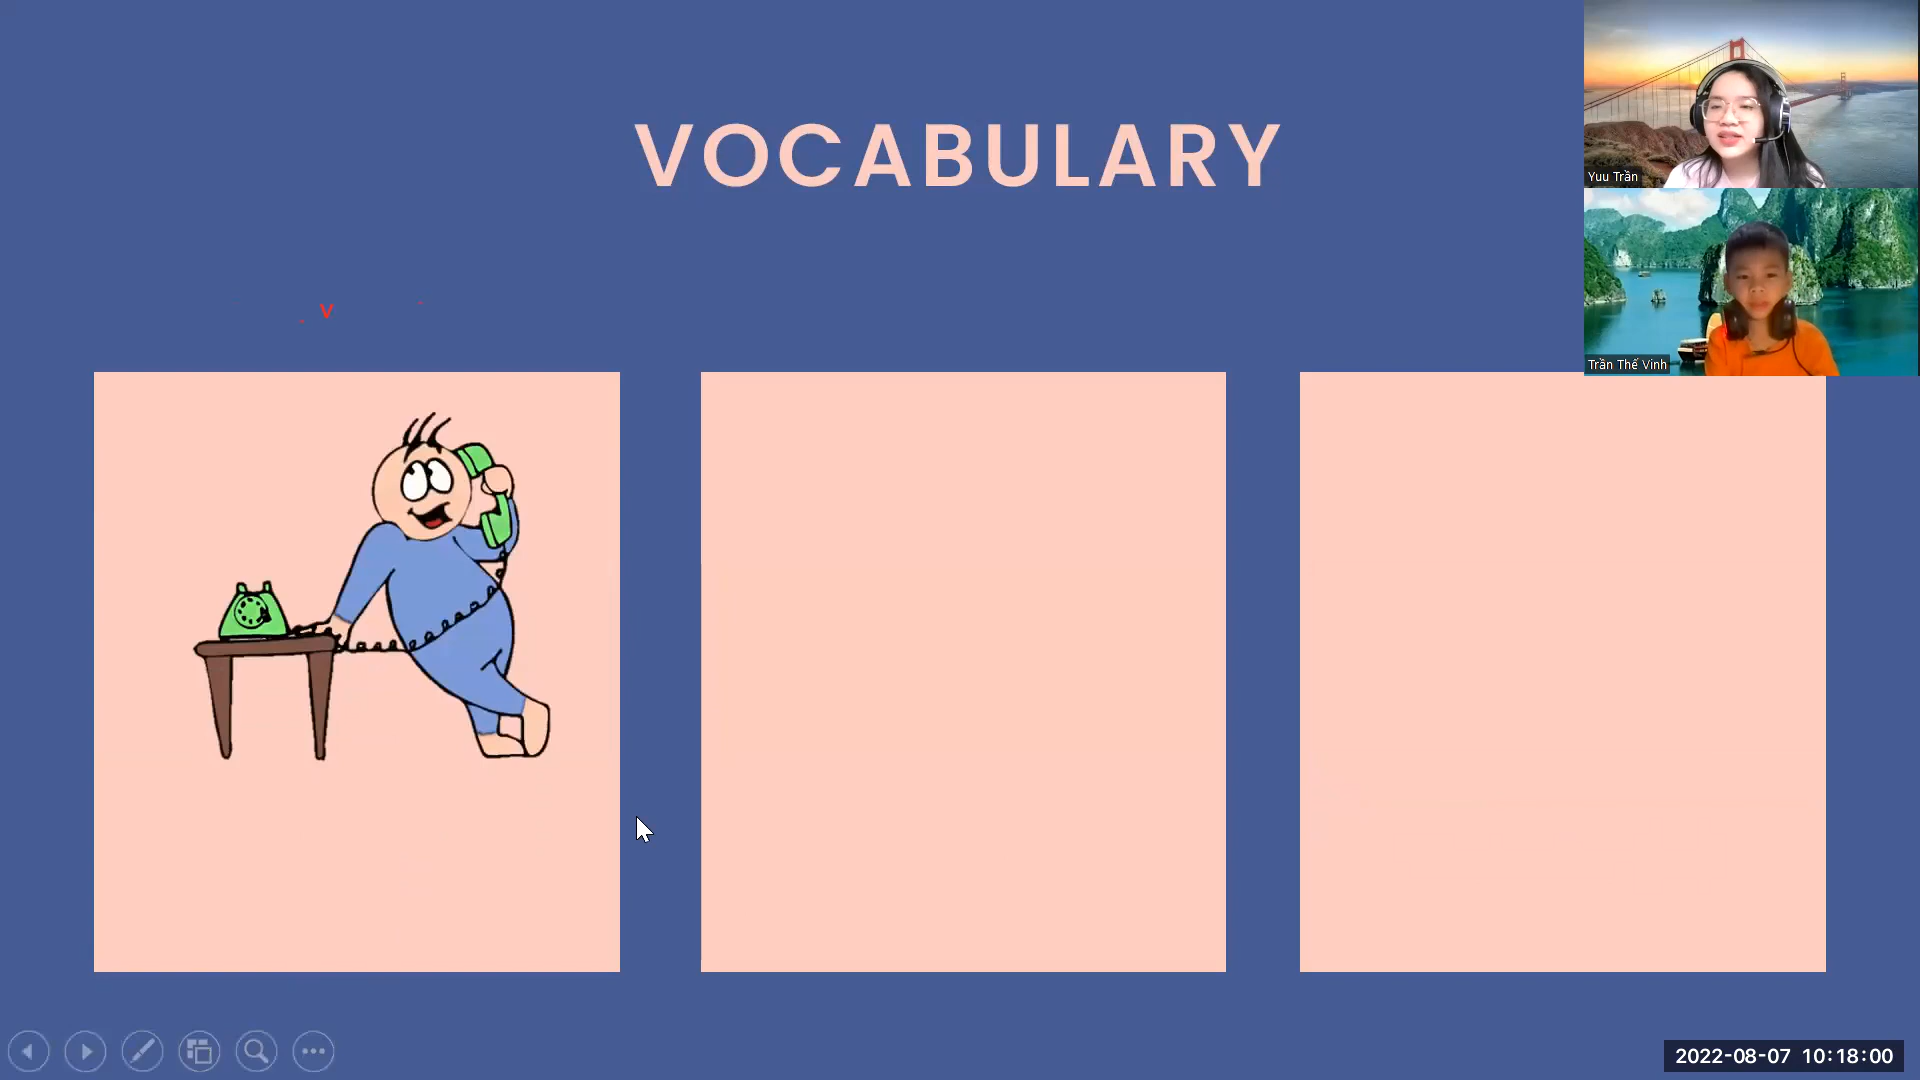 VOCABULARY
Yuu Trần
v
Trần Thế Vinh
2022-08-07 10:18:00